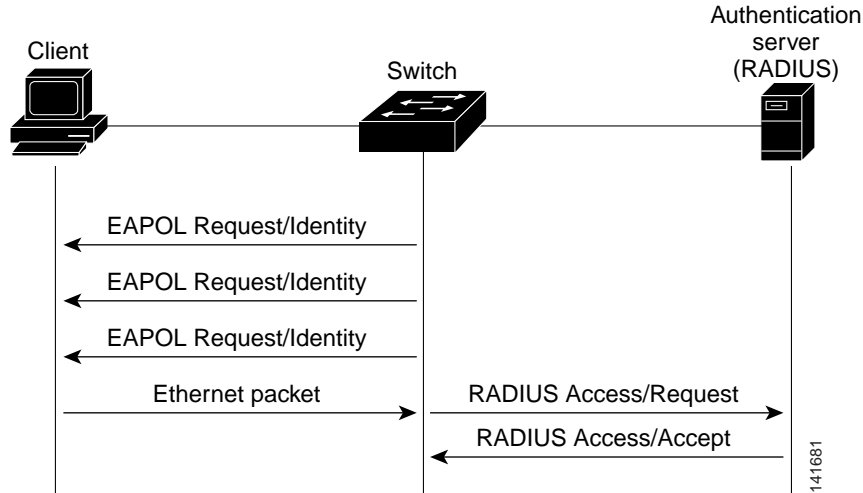 Authentication
server
(RADIUS)
Client
Switch
EAPOL Request/Identity
EAPOL Request/Identity
EAPOL Request/Identity
Ethernet packet
RADIUS Access/Request
RADIUS Access/Accept
141681